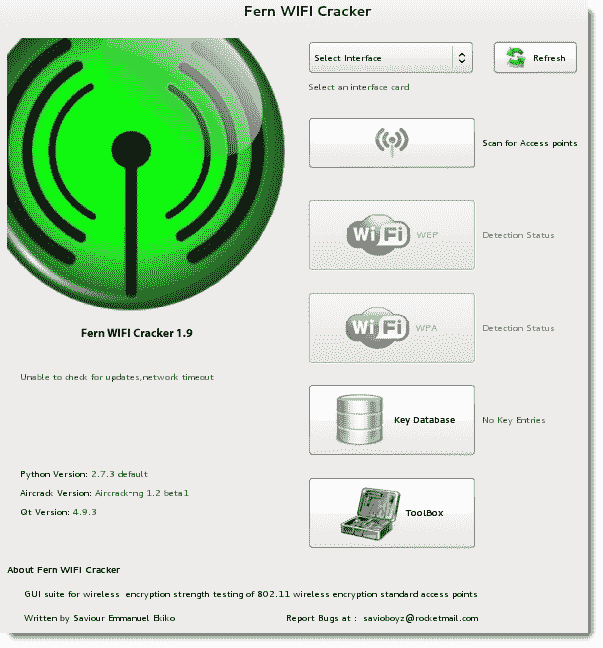 Fern WIFI Cracker
Select Interface
Refresh
Select an interface card
Scan for Access points
WiFi WEP
Detection Status
WiFi WPA
Detection Status
Fern WIFI Cracker 1.9
Unable to check for updates,network timeout
Key Database
No Key Entries
Python Version: 2.7.3 default
Aircrack Version: Aircrack-ng 1.2 beta1
Qt Version: 4.9.3
ToolBox
About Fern WIFI Cracker
GUI suite for wireless encryption strength testing of 802.11 wireless encryption standard access points
Written by Saviour Emmanuel Ekiko
Report Bugs at : savioboyz@rocketmail.com